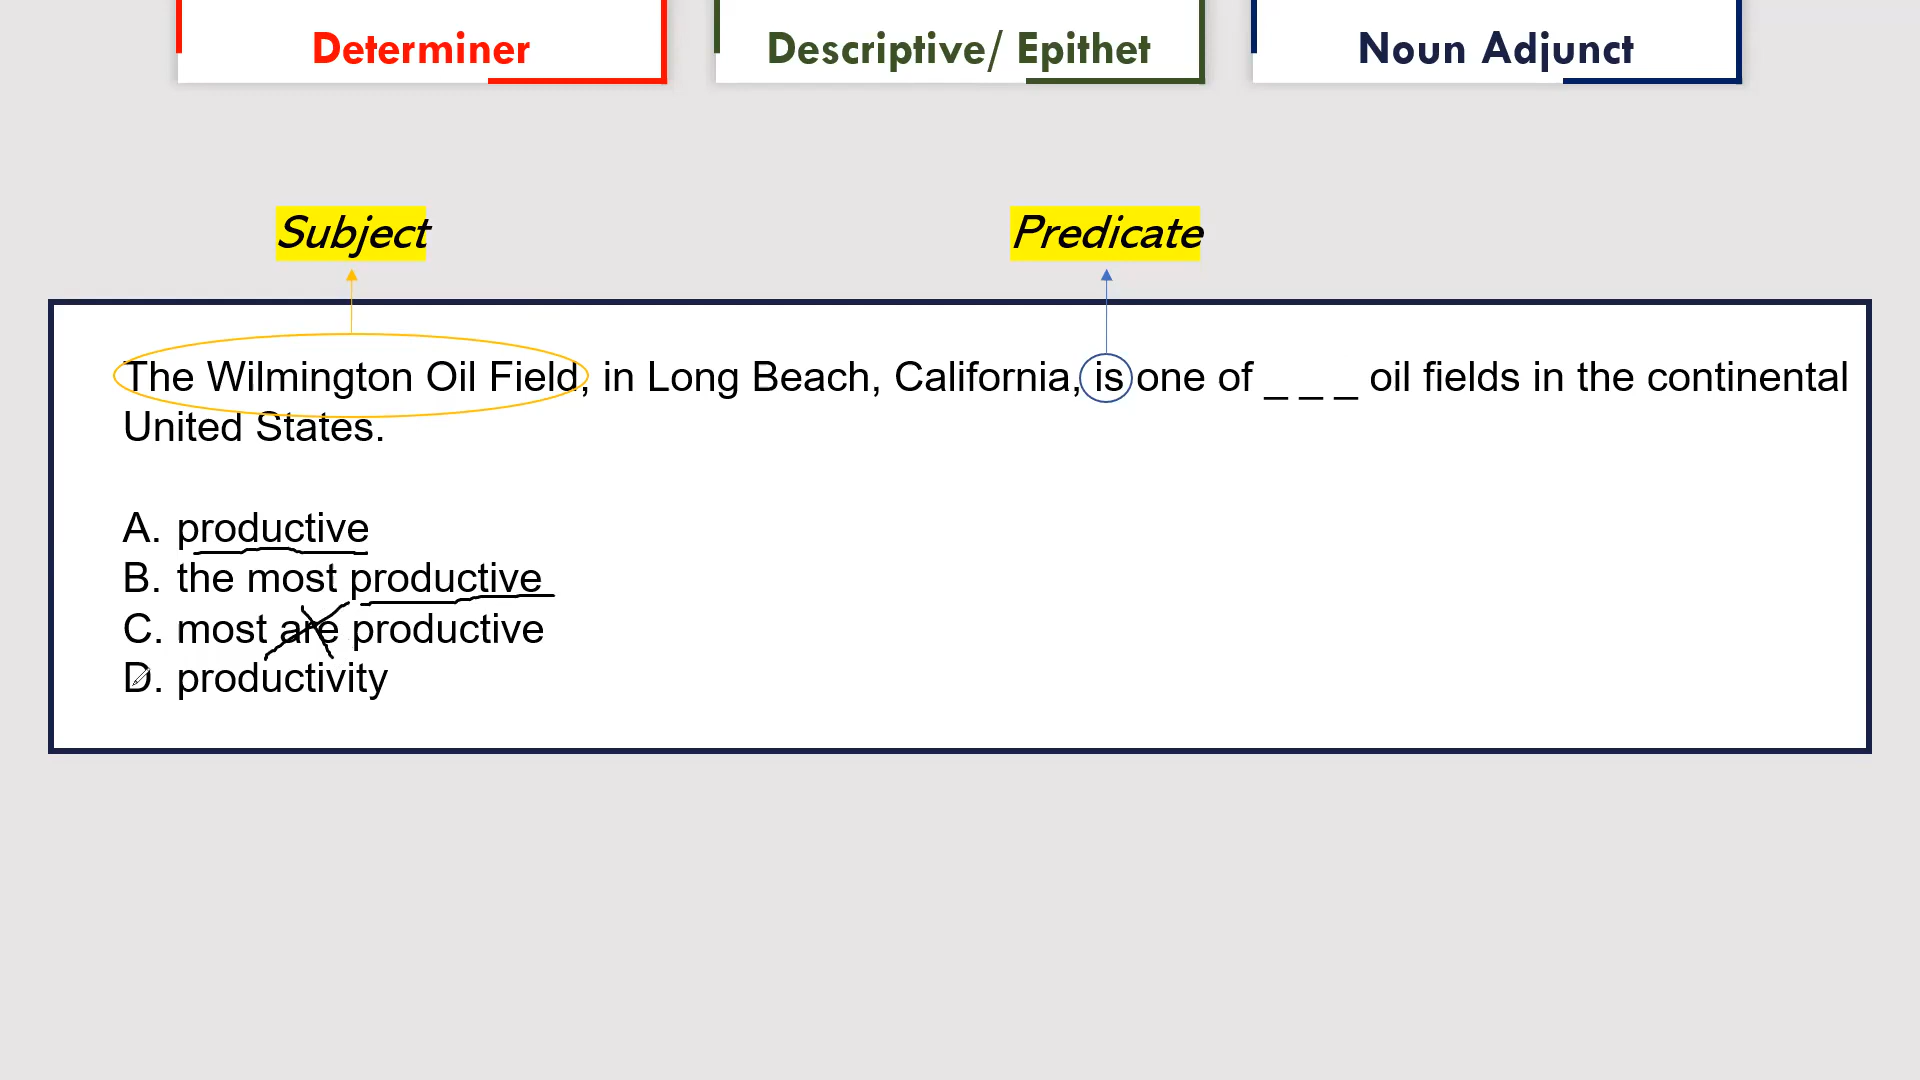 Determiner
Descriptive/ Epithet
Noun Adjunct
Subject
Predicate
The Wilmington Oil Field, in Long Beach, California, is one of _ _ _ oil fields in the continental
United States.
A. productive
B. the most productive
C. most are productive
D. productivity